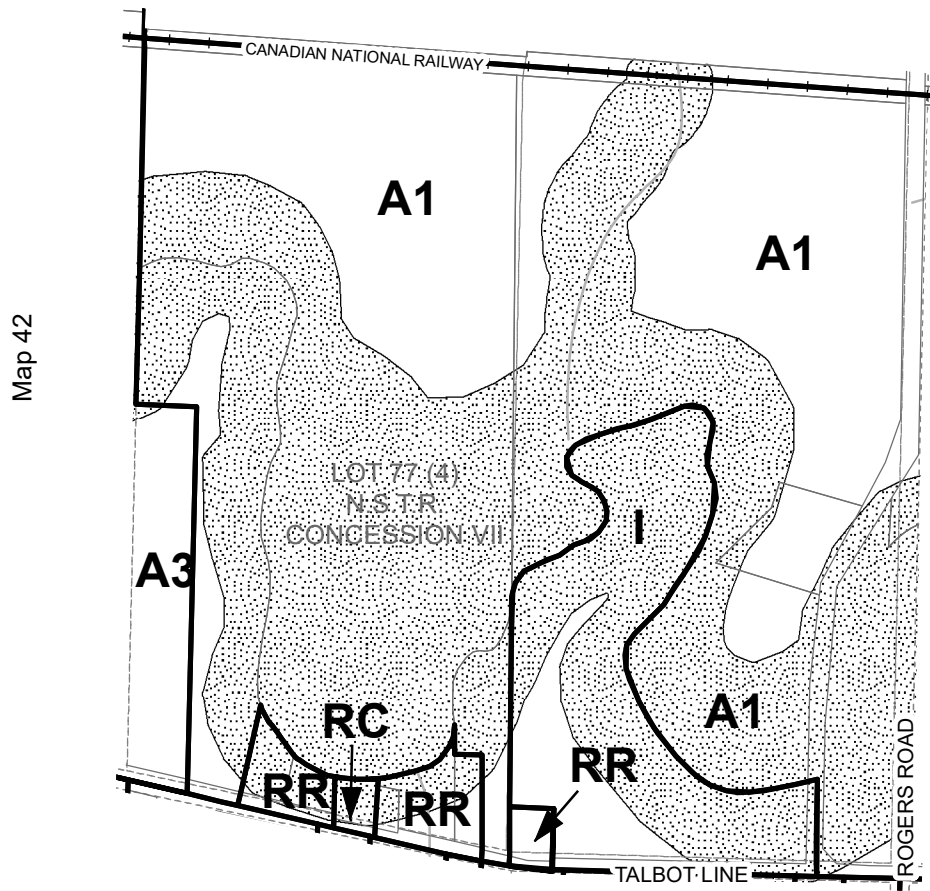 CANADIAN NATIONAL RAILWAY
A1
A1
Map 42
LOT 77 (4)
N.S.T.R
CONCESSION VII
I
A3
A1
RC
RR
RR
RR
ROGERS ROAD
TALBOT LINE